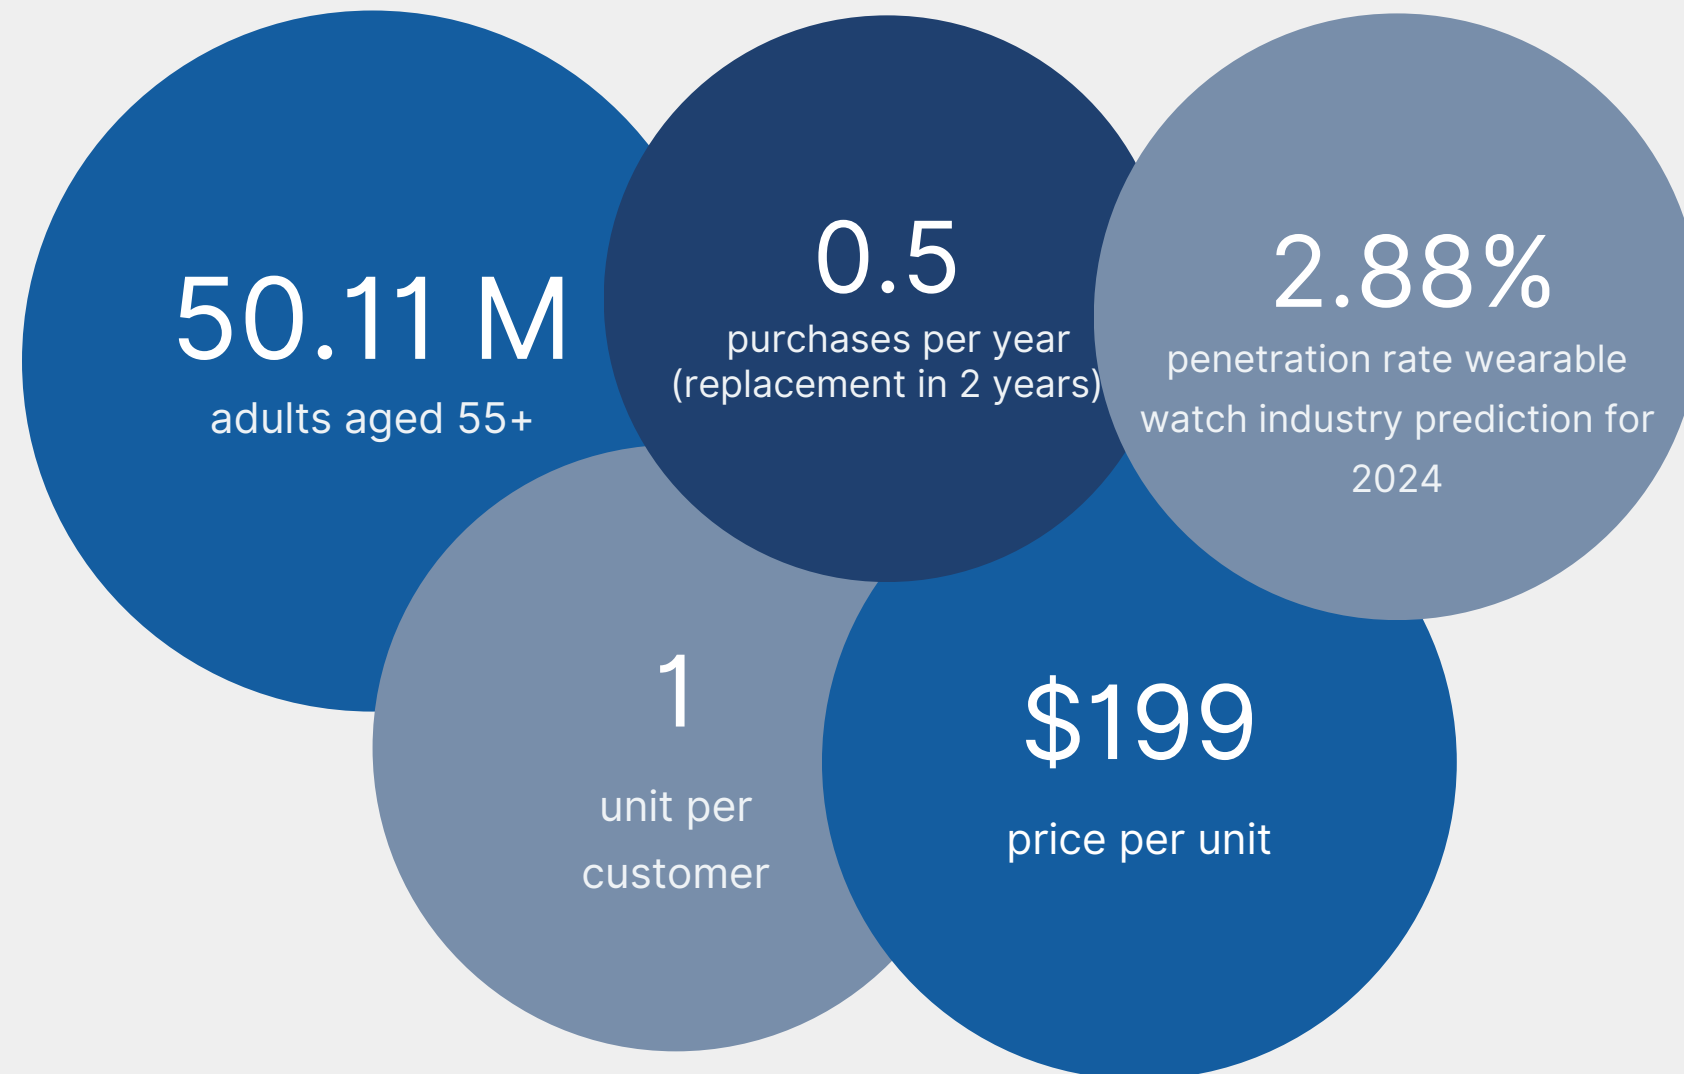 50.11 M
adults aged 55+
0.5
purchases per year
(replacement in 2 years)
2.88%
penetration rate wearable
watch industry prediction for
2024
1
unit per
customer
$199
price per unit